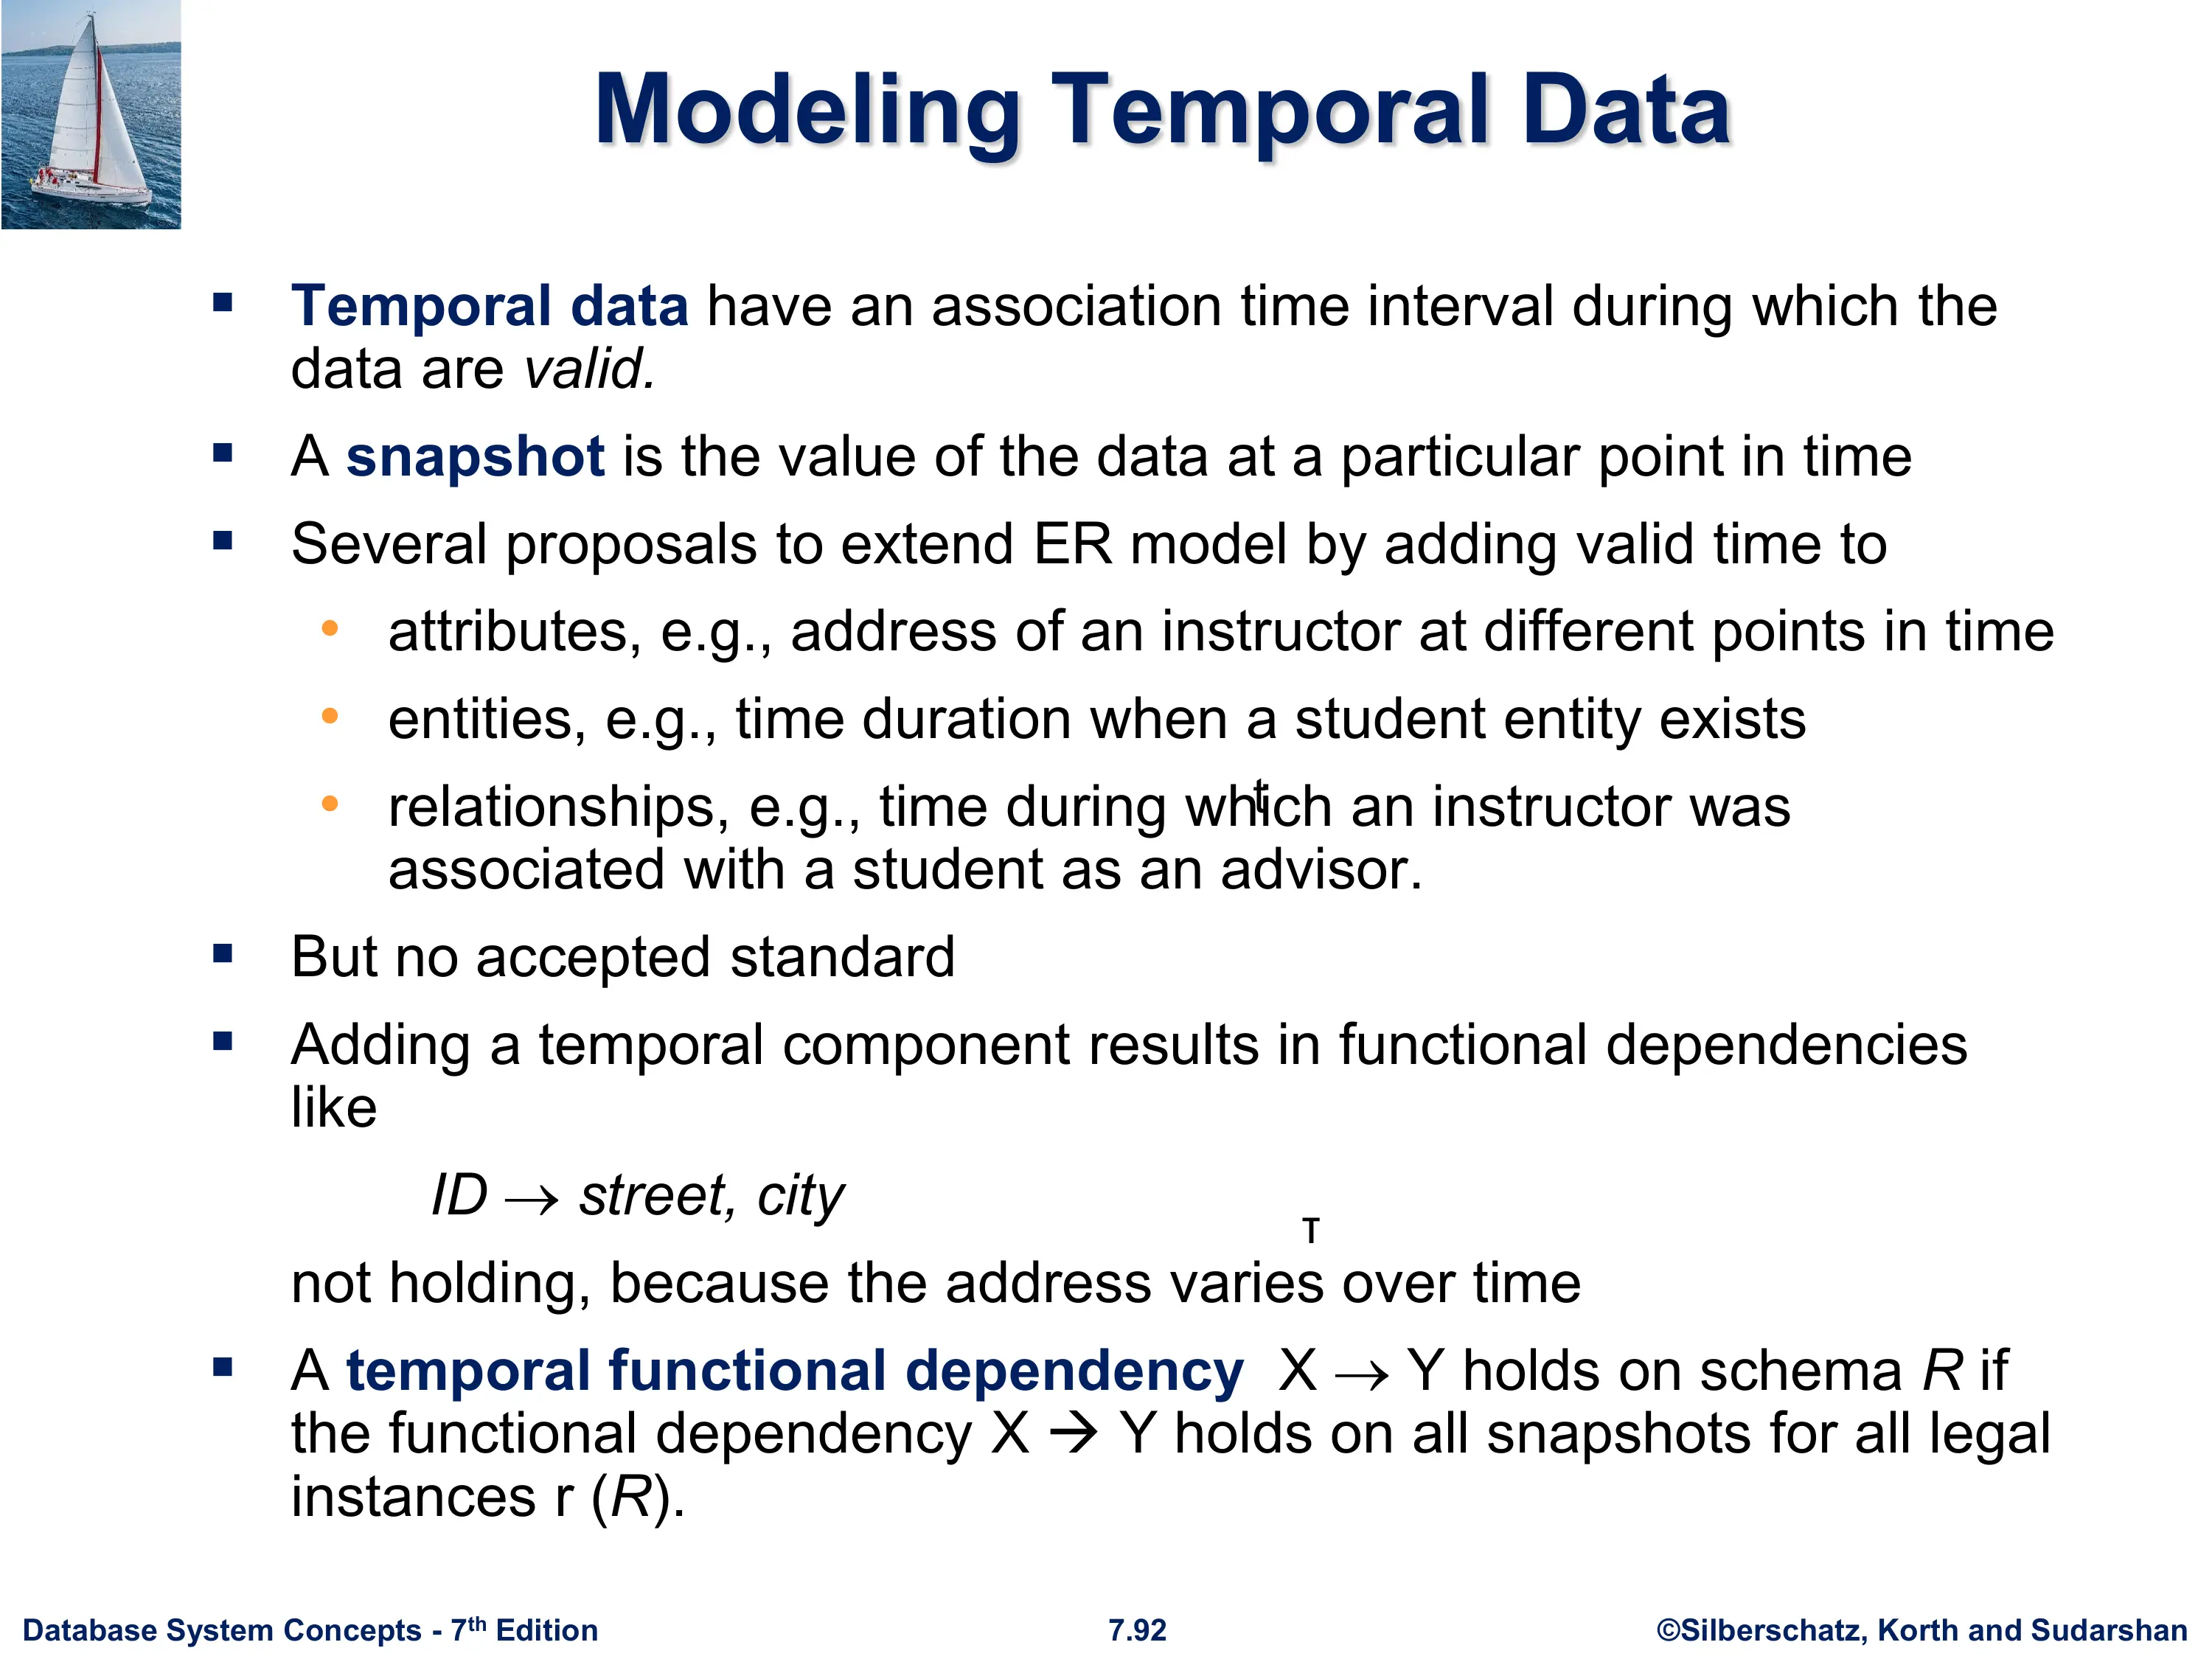 Modeling Temporal Data
▪ Temporal data have an association time interval during which the
data are valid.
▪ A snapshot is the value of the data at a particular point in time
▪ Several proposals to extend ER model by adding valid time to
• attributes, e.g., address of an instructor at different points in time
• entities, e.g., time duration when a student entity exists
t
• relationships, e.g., time during which an instructor was
associated with a student as an advisor.
▪ But no accepted standard
▪ Adding a temporal component results in functional dependencies
like
ID → street, city
T
not holding, because the address varies over time
▪ A temporal functional dependency X → Y holds on schema R if
the functional dependency X → Y holds on all snapshots for all legal
instances r (R).
Database System Concepts - 7th Edition 7.92 ©Silberschatz, Korth and Sudarshan